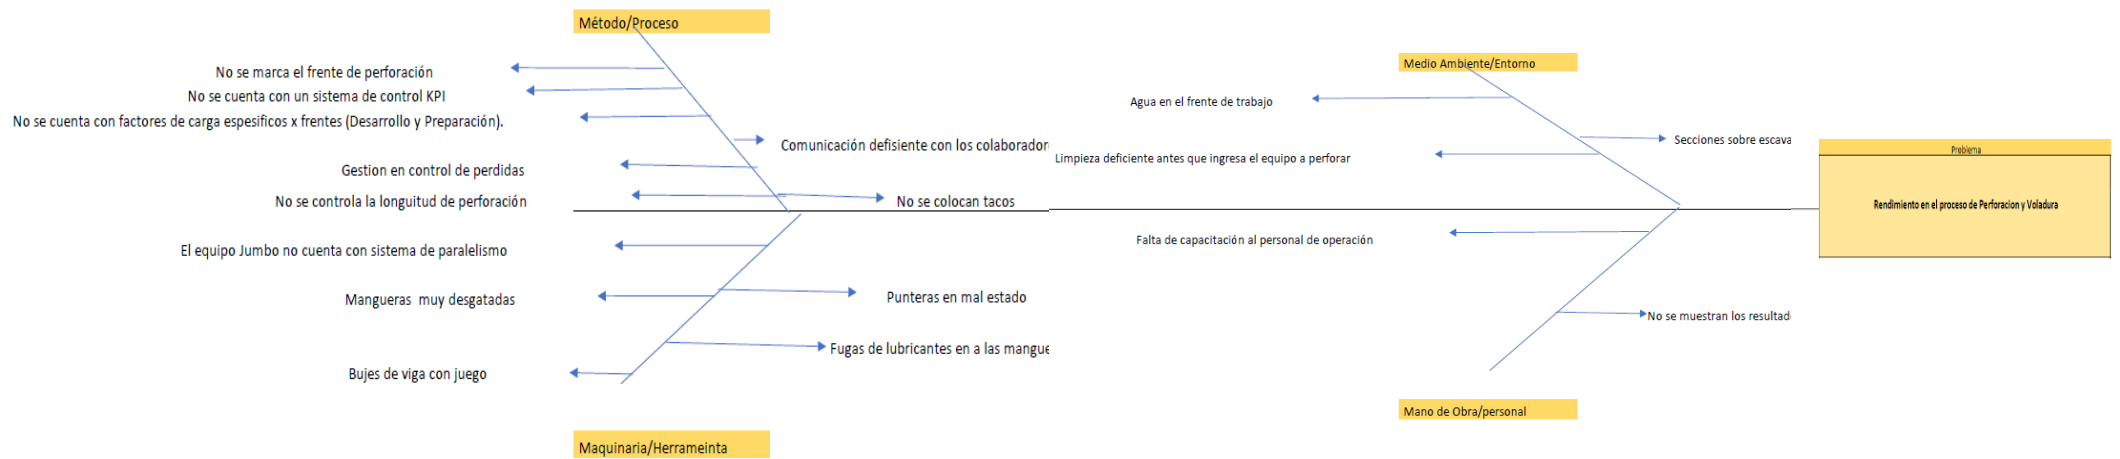 Método/Proceso
No se marca el frente de perforación
No se cuenta con un sistema de control KPI
No se cuenta con factores de carga espesificos x frentes (Desarrollo y Preparación).
Comunicación defisiente con los colaborador
Gestion en control de perdidas
No se controla la longuitud de perforación
No se colocan tacos
El equipo Jumbo no cuenta con sistema de paralelismo
Mangueras muy desgatadas
Punteras en mal estado
Fugas de lubricantes en a las mangue
Bujes de viga con juego
Maquinaria/Herrameinta
Medio Ambiente/Entorno
Agua en el frente de trabajo
Secciones sobre escava
Limpieza deficiente antes que ingresa el equipo a perforar
Falta de capacitación al personal de operación
No se muestran los resultad
Mano de Obra/personal
Problema
Rendimiento en el proceso de Perforacion y Voladura